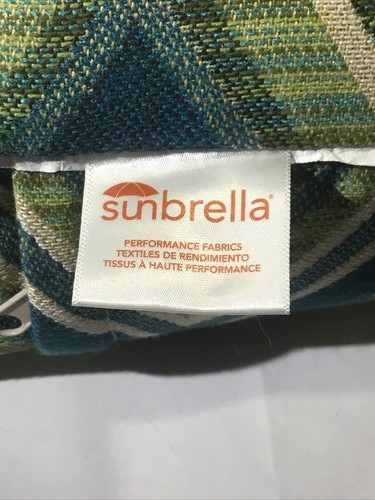 sunbrella®
PERFORMANCE FABRICS
TEXTILES DE RENDIMIENTO
TISSUS À HAUTE PERFORMANCE